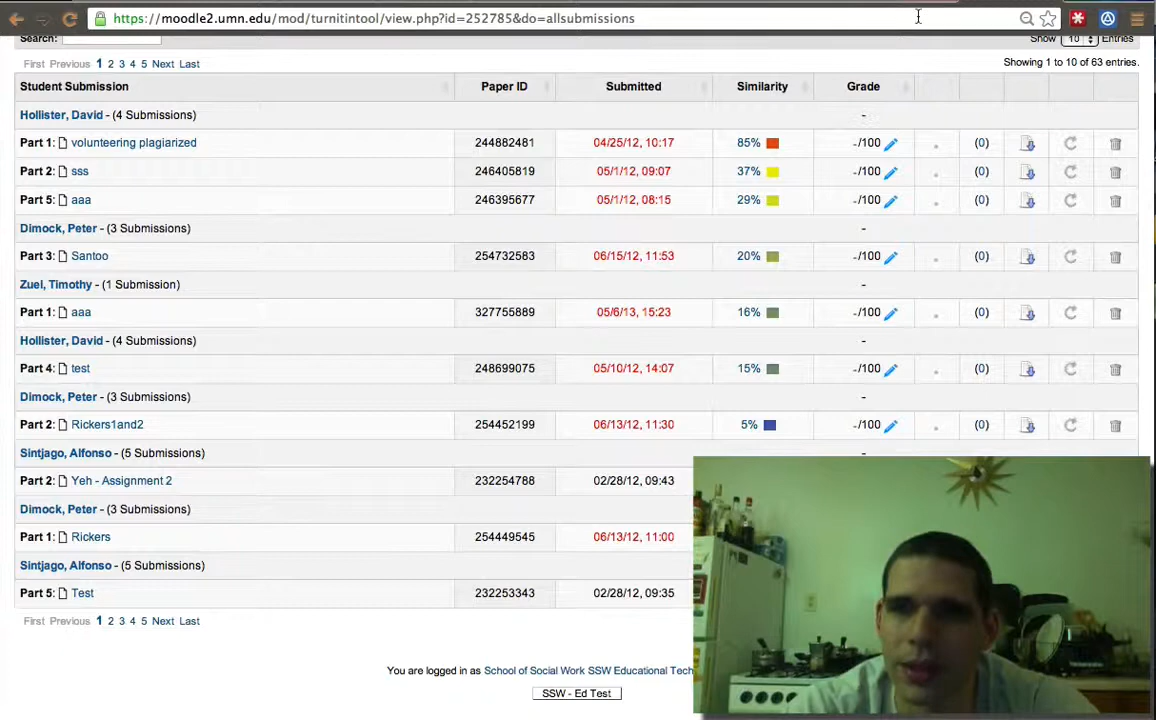 https://moodle2.umn.edu/mod/turnitintool/view.php?id=252785&do=allsubmissions
Search: Show 10 Entries
First Previous 1 2 3 4 5 Next Last Showing 1 to 10 of 63 entries.
Student Submission Paper ID Submitted Similarity Grade
Hollister, David - (4 Submissions) -
Part 1: volunteering plagiarized 244882481 04/25/12, 10:17 85% -/100 (0)
Part 2: sss 246405819 05/1/12, 09:07 37% -/100 (0)
Part 5: aaa 246395677 05/1/12, 08:15 29% -/100 (0)
Dimock, Peter - (3 Submissions) -
Part 3: Santoo 254732583 06/15/12, 11:53 20% -/100 (0)
Zuel, Timothy - (1 Submission) -
Part 1: aaa 327755889 05/6/13, 15:23 16% -/100 (0)
Hollister, David - (4 Submissions) -
Part 4: test 248699075 05/10/12, 14:07 15% -/100 (0)
Dimock, Peter - (3 Submissions) -
Part 2: Rickers1and2 254452199 06/13/12, 11:30 5% -/100 (0)
Sintjago, Alfonso - (5 Submissions) -
Part 2: Yeh - Assignment 2 232254788 02/28/12, 09:43
Dimock, Peter - (3 Submissions)
Part 1: Rickers 254449545 06/13/12, 11:00
Sintjago, Alfonso - (5 Submissions)
Part 5: Test 232253343 02/28/12, 09:35
First Previous 1 2 3 4 5 Next Last
You are logged in as School of Social Work SSW Educational Tech
SSW - Ed Test